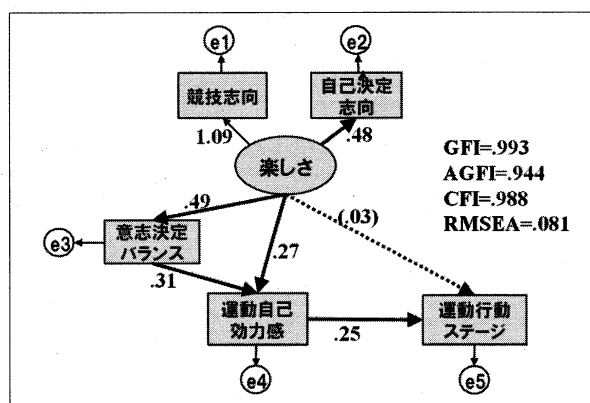 e1
e2
競技志向
自己決定
志向
1.09
.48
楽しさ
GFI=.993
AGFI=.944
CFI=.988
RMSEA=.081
.49
(.03)
e3
意志決定
バランス
.27
.31
運動自己
効力感
.25
運動行動
ステージ
e4
e5